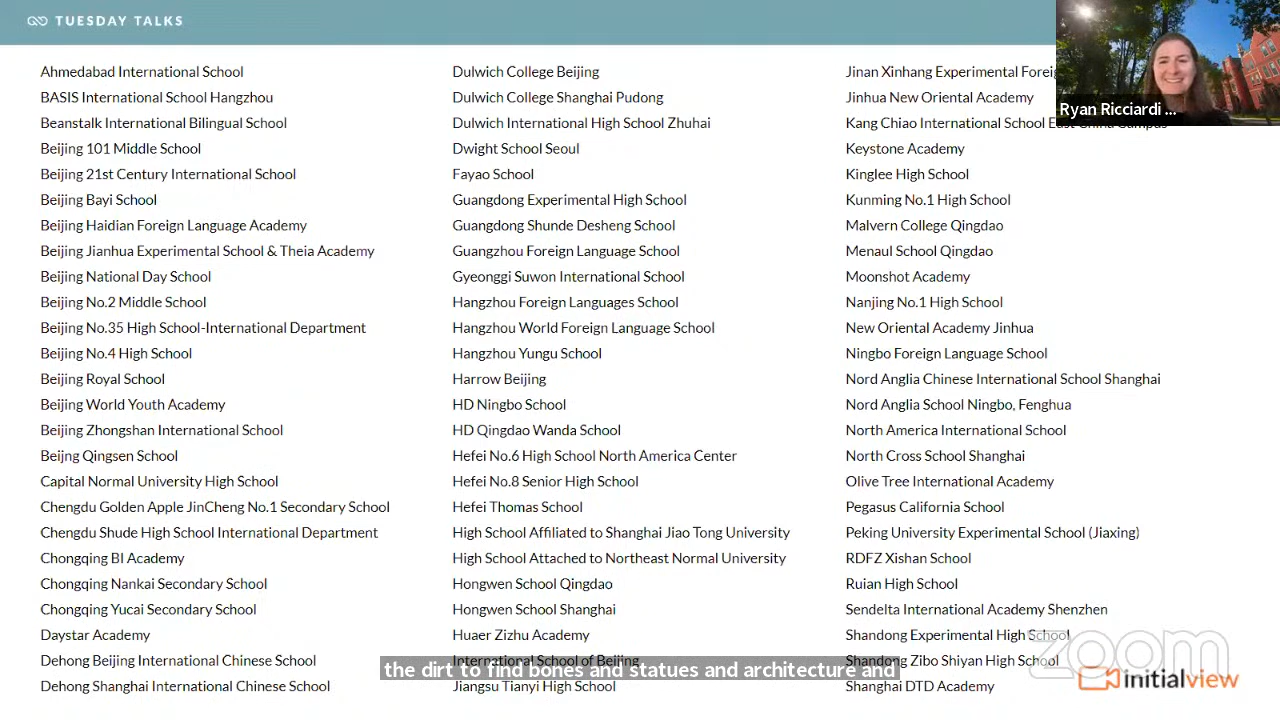 TUESDAY TALKS
Ahmedabad International School
BASIS International School Hangzhou
Beanstalk International Bilingual School
Beijing 101 Middle School
Beijing 21st Century International School
Beijing Bayi School
Beijing Haidian Foreign Language Academy
Beijing Jianhua Experimental School & Theia Academy
Beijing National Day School
Beijing No.2 Middle School
Beijing No.35 High School-International Department
Beijing No.4 High School
Beijing Royal School
Beijing World Youth Academy
Beijing Zhongshan International School
Beijng Qingsen School
Capital Normal University High School
Chengdu Golden Apple JinCheng No.1 Secondary School
Chengdu Shude High School International Department
Chongqing BI Academy
Chongqing Nankai Secondary School
Chongqing Yucai Secondary School
Daystar Academy
Dehong Beijing International Chinese School
Dehong Shanghai International Chinese School
Dulwich College Beijing
Dulwich College Shanghai Pudong
Dulwich International High School Zhuhai
Dwight School Seoul
Fayao School
Guangdong Experimental High School
Guangdong Shunde Desheng School
Guangzhou Foreign Language School
Gyeonggi Suwon International School
Hangzhou Foreign Languages School
Hangzhou World Foreign Language School
Hangzhou Yungu School
Harrow Beijing
HD Ningbo School
HD Qingdao Wanda School
Hefei No.6 High School North America Center
Hefei No.8 Senior High School
Hefei Thomas School
High School Affiliated to Shanghai Jiao Tong University
High School Attached to Northeast Normal University
Hongwen School Qingdao
Hongwen School Shanghai
Huaer Zizhu Academy
International School of Beijing
Jiangsu Tianyi High School
Jinan Xinhang Experimental
Jinhua New Oriental Academy
Kang Chiao International School East China Campus
Keystone Academy
Kinglee High School
Kunming No.1 High School
Malvern College Qingdao
Menaul School Qingdao
Moonshot Academy
Nanjing No.1 High School
New Oriental Academy Jinhua
Ningbo Foreign Language School
Nord Anglia Chinese International School Shanghai
Nord Anglia School Ningbo, Fenghua
North America International School
North Cross School Shanghai
Olive Tree International Academy
Pegasus California School
Peking University Experimental School (Jiaxing)
RDFZ Xishan School
Ruian High School
Sendelta International Academy Shenzhen
Shandong Experimental High School
Shandong Zibo Shiyan High School
Shanghai DTD Academy
Ryan Ricciardi ...
the dirt to find bones and statues and architecture and
zoom
initialview